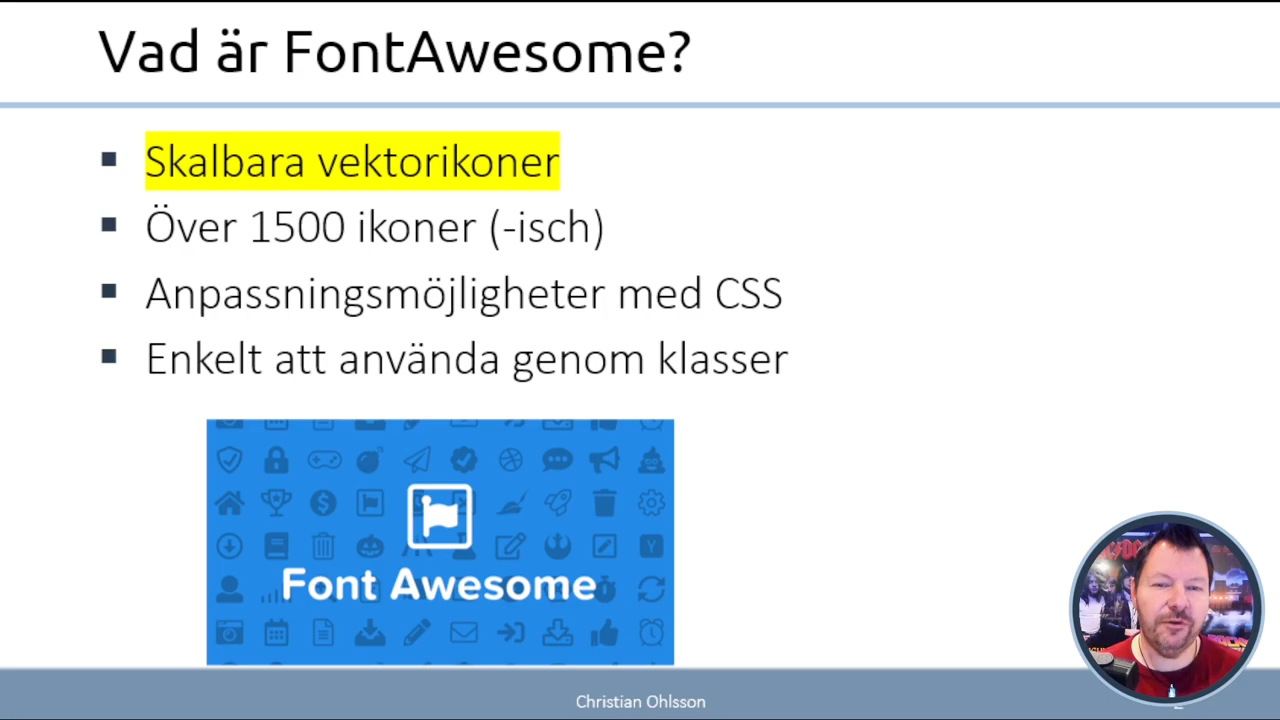 Vad är FontAwesome?
Skalbara vektorikoner
Över 1500 ikoner (-isch)
Anpassningsmöjligheter med CSS
Enkelt att använda genom klasser
Font Awesome
Christian Ohlsson